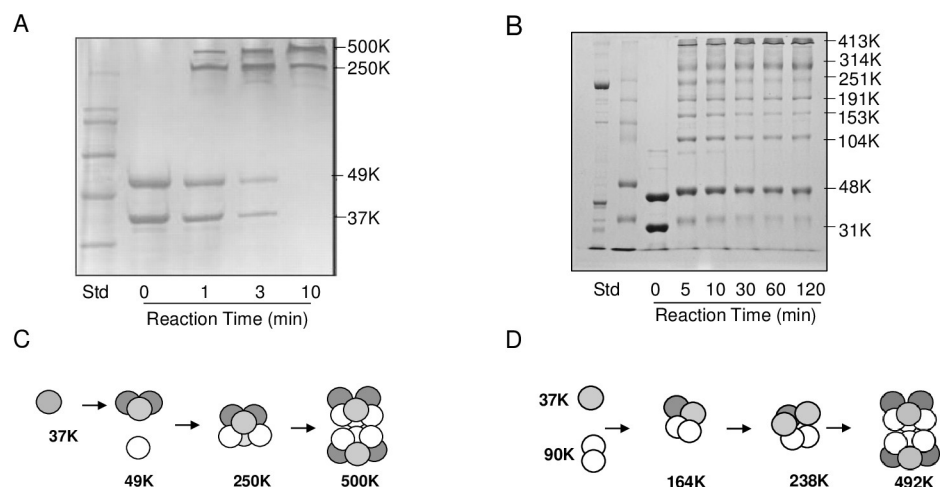 A
500K
250K
49K
37K
Std 0 1 3 10
Reaction Time (min)
B
413K
314K
251K
191K
153K
104K
48K
31K
Std 0 5 10 30 60 120
Reaction Time (min)
C
37K
49K 250K 500K
D
37K
90K
164K 238K 492K